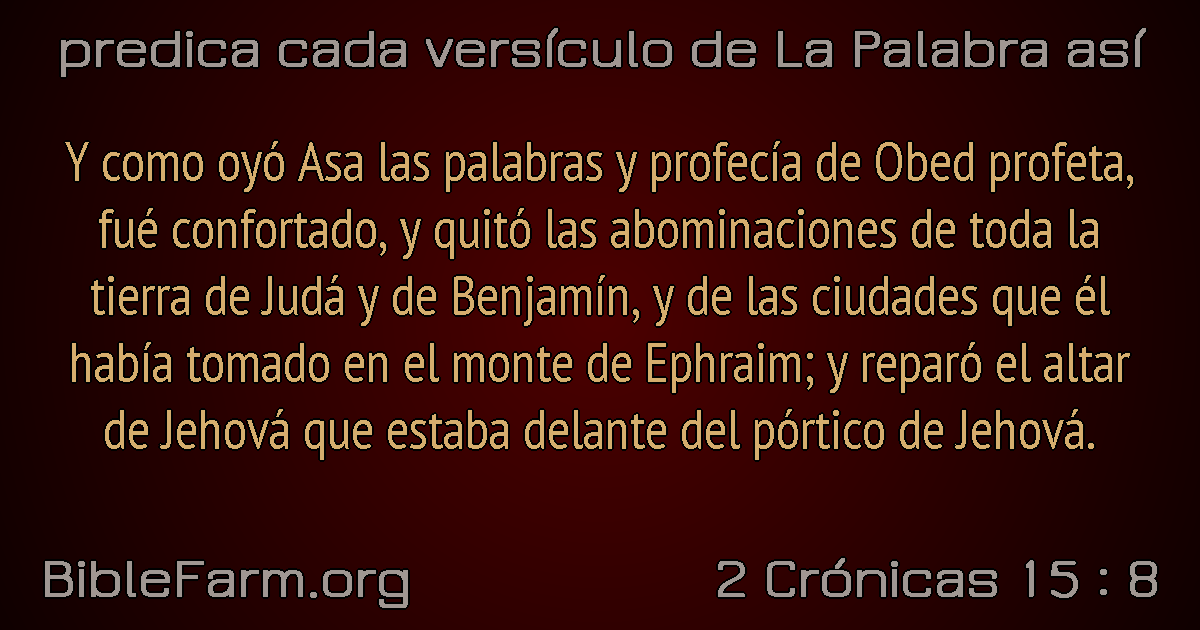 predica cada versículo de La Palabra así
Y como oyó Asa las palabras y profecía de Obed profeta,
fué confortado, y quitó las abominaciones de toda la
tierra de Judá y de Benjamín, y de las ciudades que él
había tomado en el monte de Ephraim; y reparó el altar
de Jehová que estaba delante del pórtico de Jehová.
BibleFarm.org
2 Crónicas 15 : 8